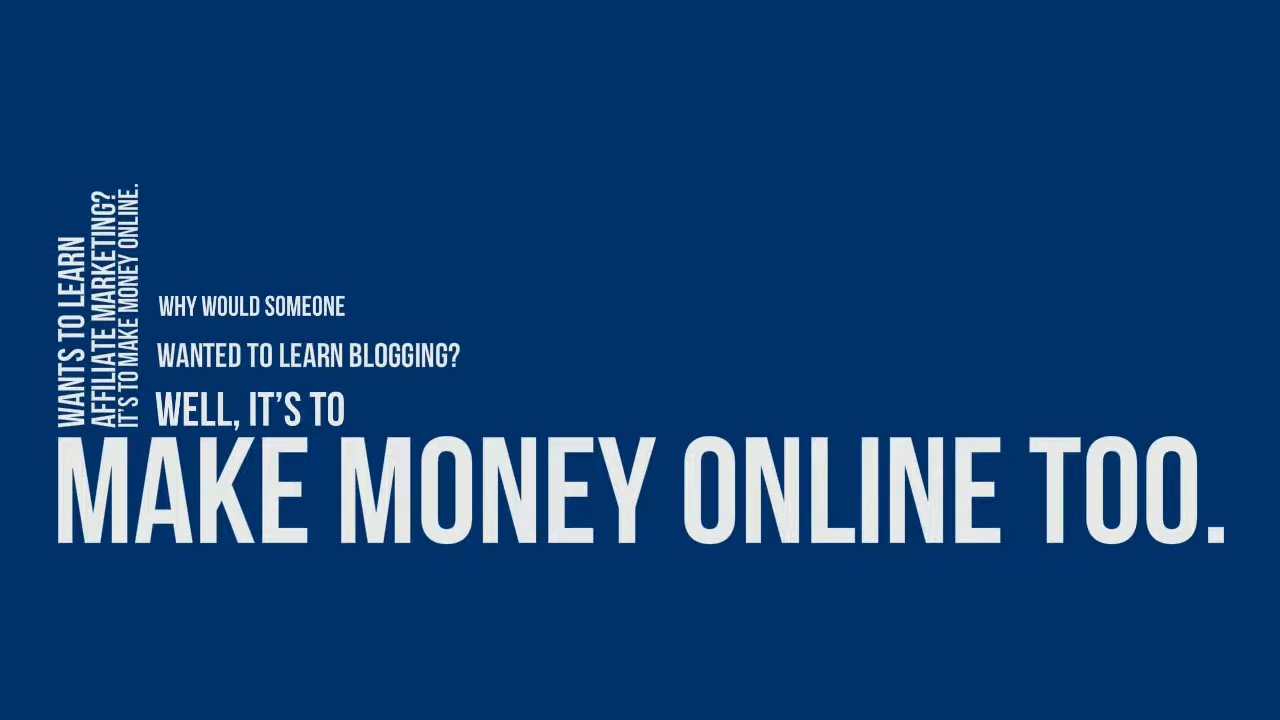 WANTS TO LEARN
AFFILIATE MARKETING?
IT'S TO MAKE MONEY ONLINE.
WHY WOULD SOMEONE
WANTED TO LEARN BLOGGING?
WELL, IT'S TO
MAKE MONEY ONLINE TOO.